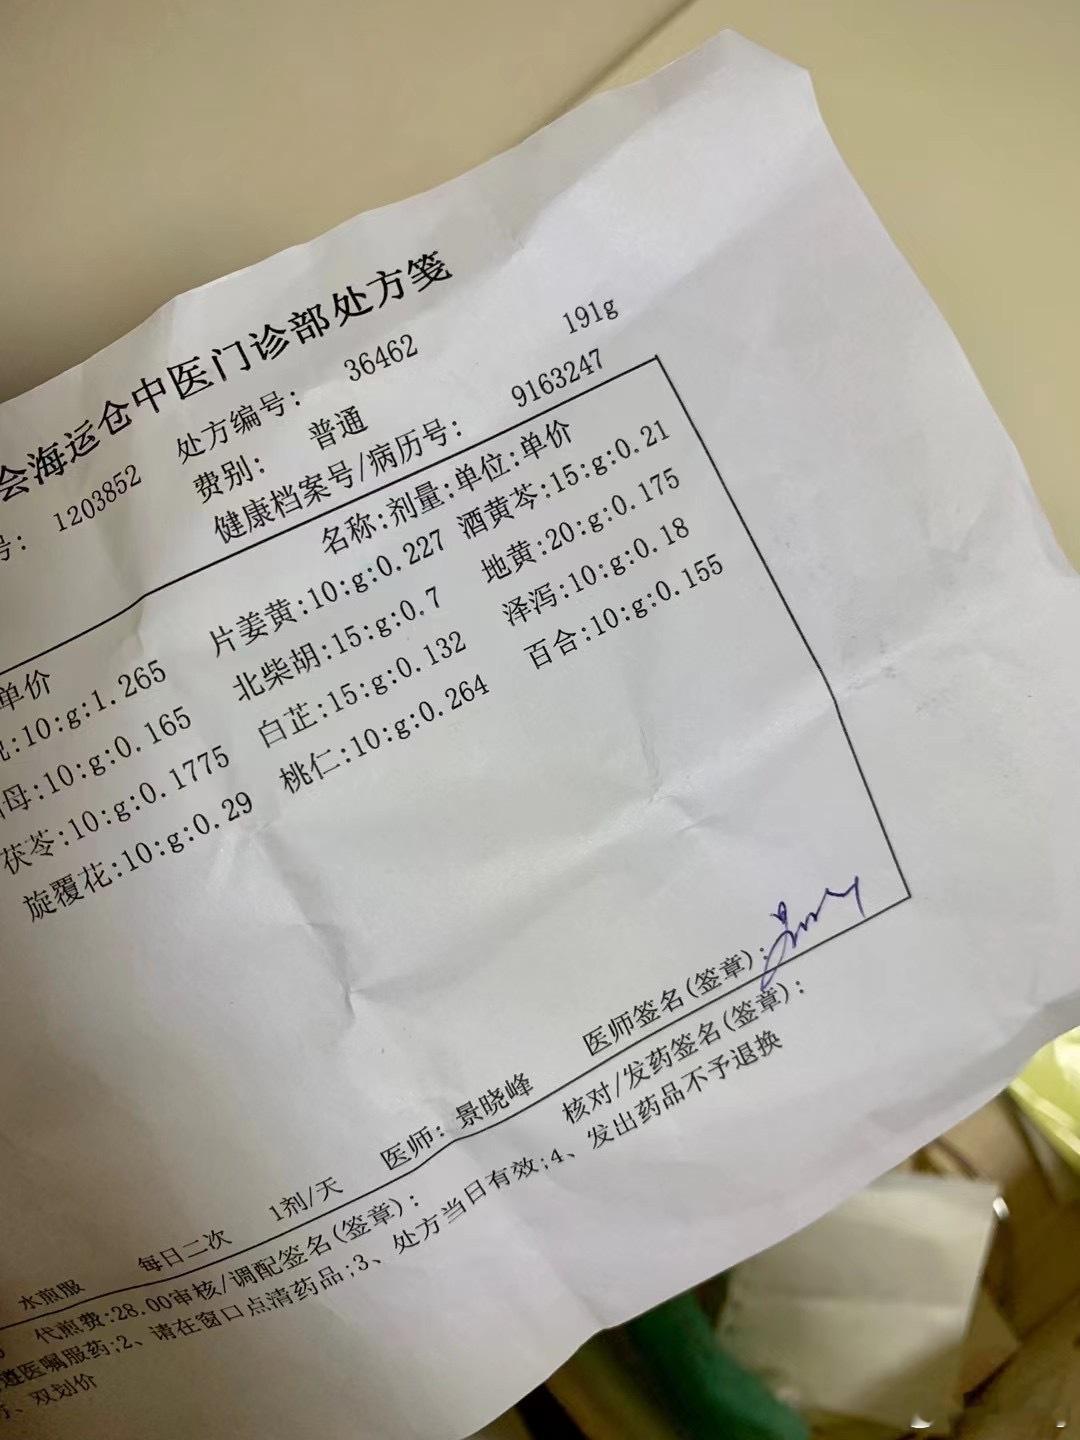 会海运仓中医门诊部处方笺
号: 1203852 处方编号: 36462 191g
费别: 普通
健康档案号/病历号: 9163247
单价 名称:剂量:单位:单价
:10:g:1.265 片姜黄:10:g:0.227 酒黄芩:15:g:0.21
母:10:g:0.165 北柴胡:15:g:0.7 地黄:20:g:0.175
茯苓:10:g:0.1775 白芷:15:g:0.132 泽泻:10:g:0.18
旋覆花:10:g:0.29 桃仁:10:g:0.264 百合:10:g:0.155
医师签名(签章):
水煎服 每日二次 1剂/天 医师: 景晓峰
代煎费:28.00 审核/调配签名(签章): 核对/发药签名(签章):
遵医嘱服药;2、请在窗口点清药品;3、处方当日有效;4、发出药品不予退换
、双划价